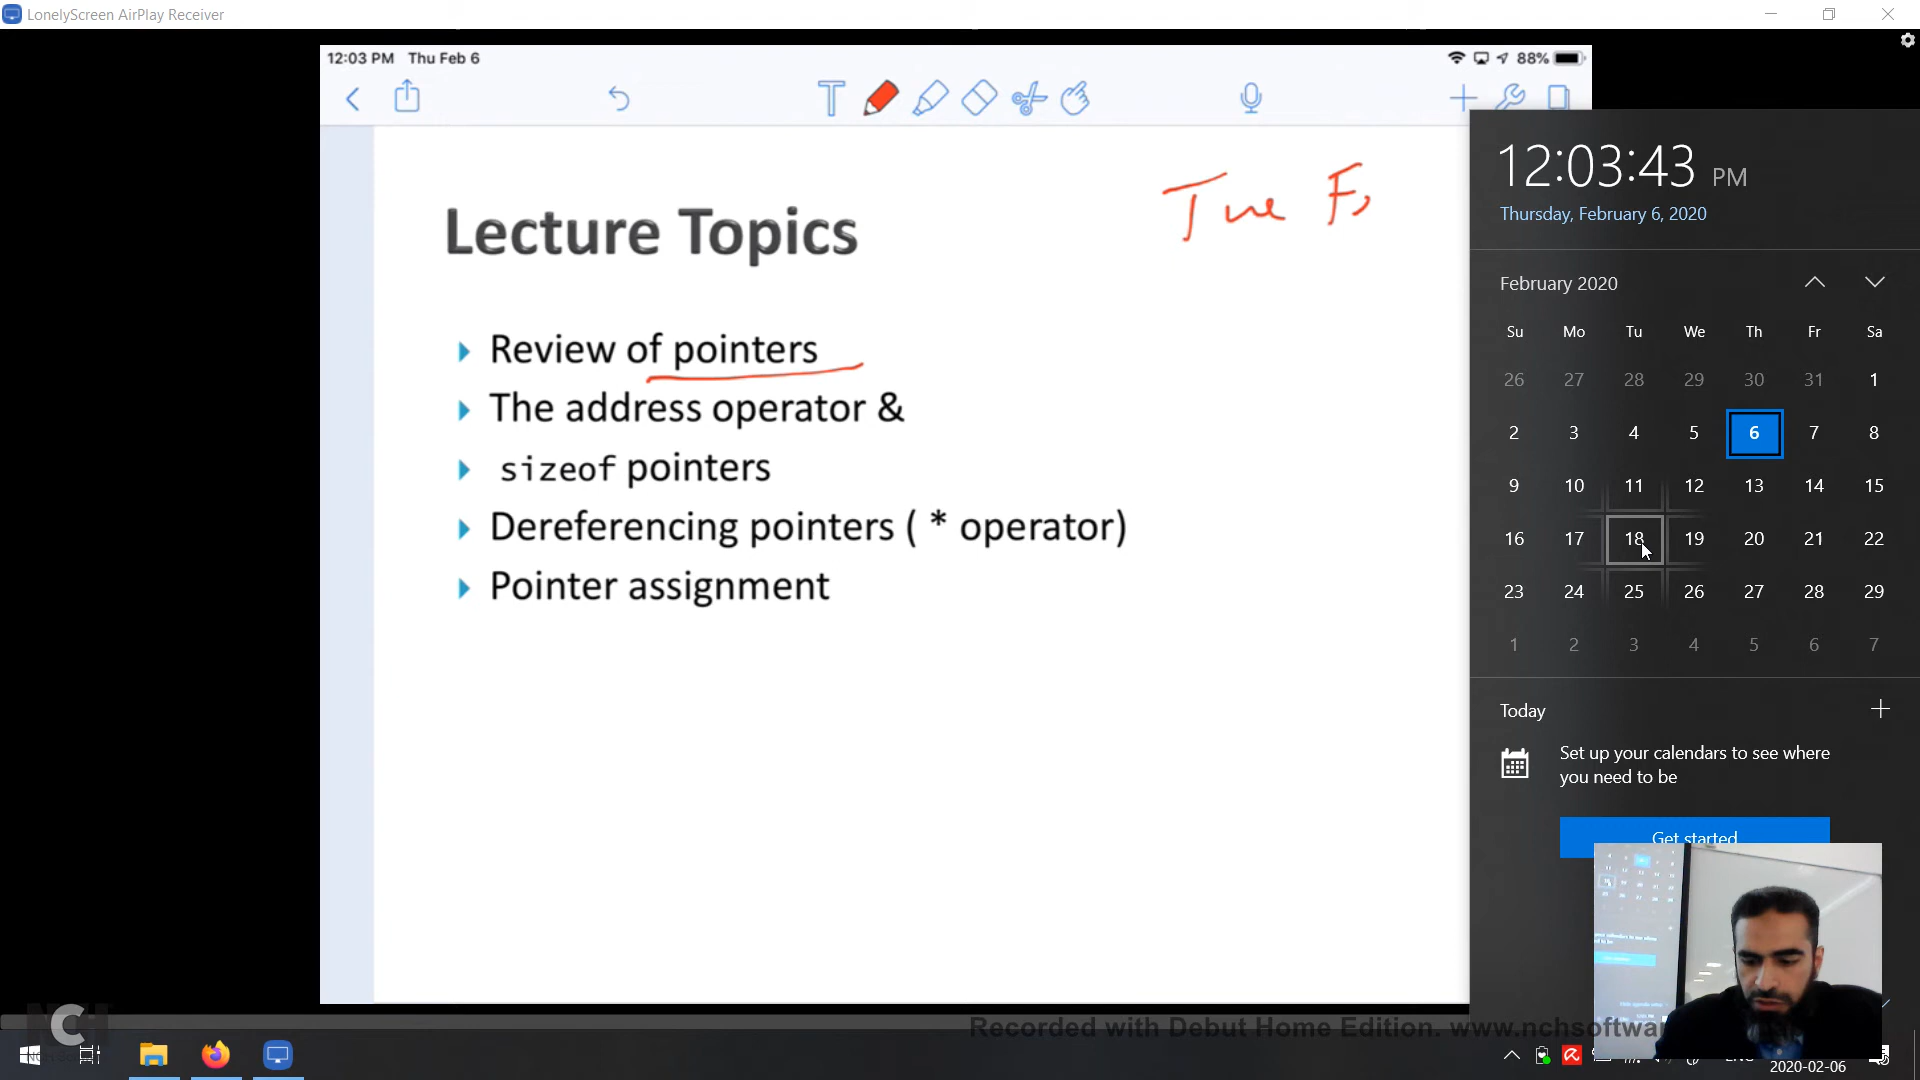 LonelyScreen AirPlay Receiver
12:03 PM Thu Feb 6
88%
Tue F
Lecture Topics
Review of pointers
The address operator &
sizeof pointers
Dereferencing pointers ( * operator)
Pointer assignment
12:03:43 PM
Thursday, February 6, 2020
February 2020
Su Mo Tu We Th Fr Sa
26 27 28 29 30 31 1
2 3 4 5 6 7 8
9 10 11 12 13 14 15
16 17 18 19 20 21 22
23 24 25 26 27 28 29
1 2 3 4 5 6 7
Today
Set up your calendars to see where
you need to be
Get started
Recorded with Debut Home Edition. www.nchsoftwa
2020-02-06